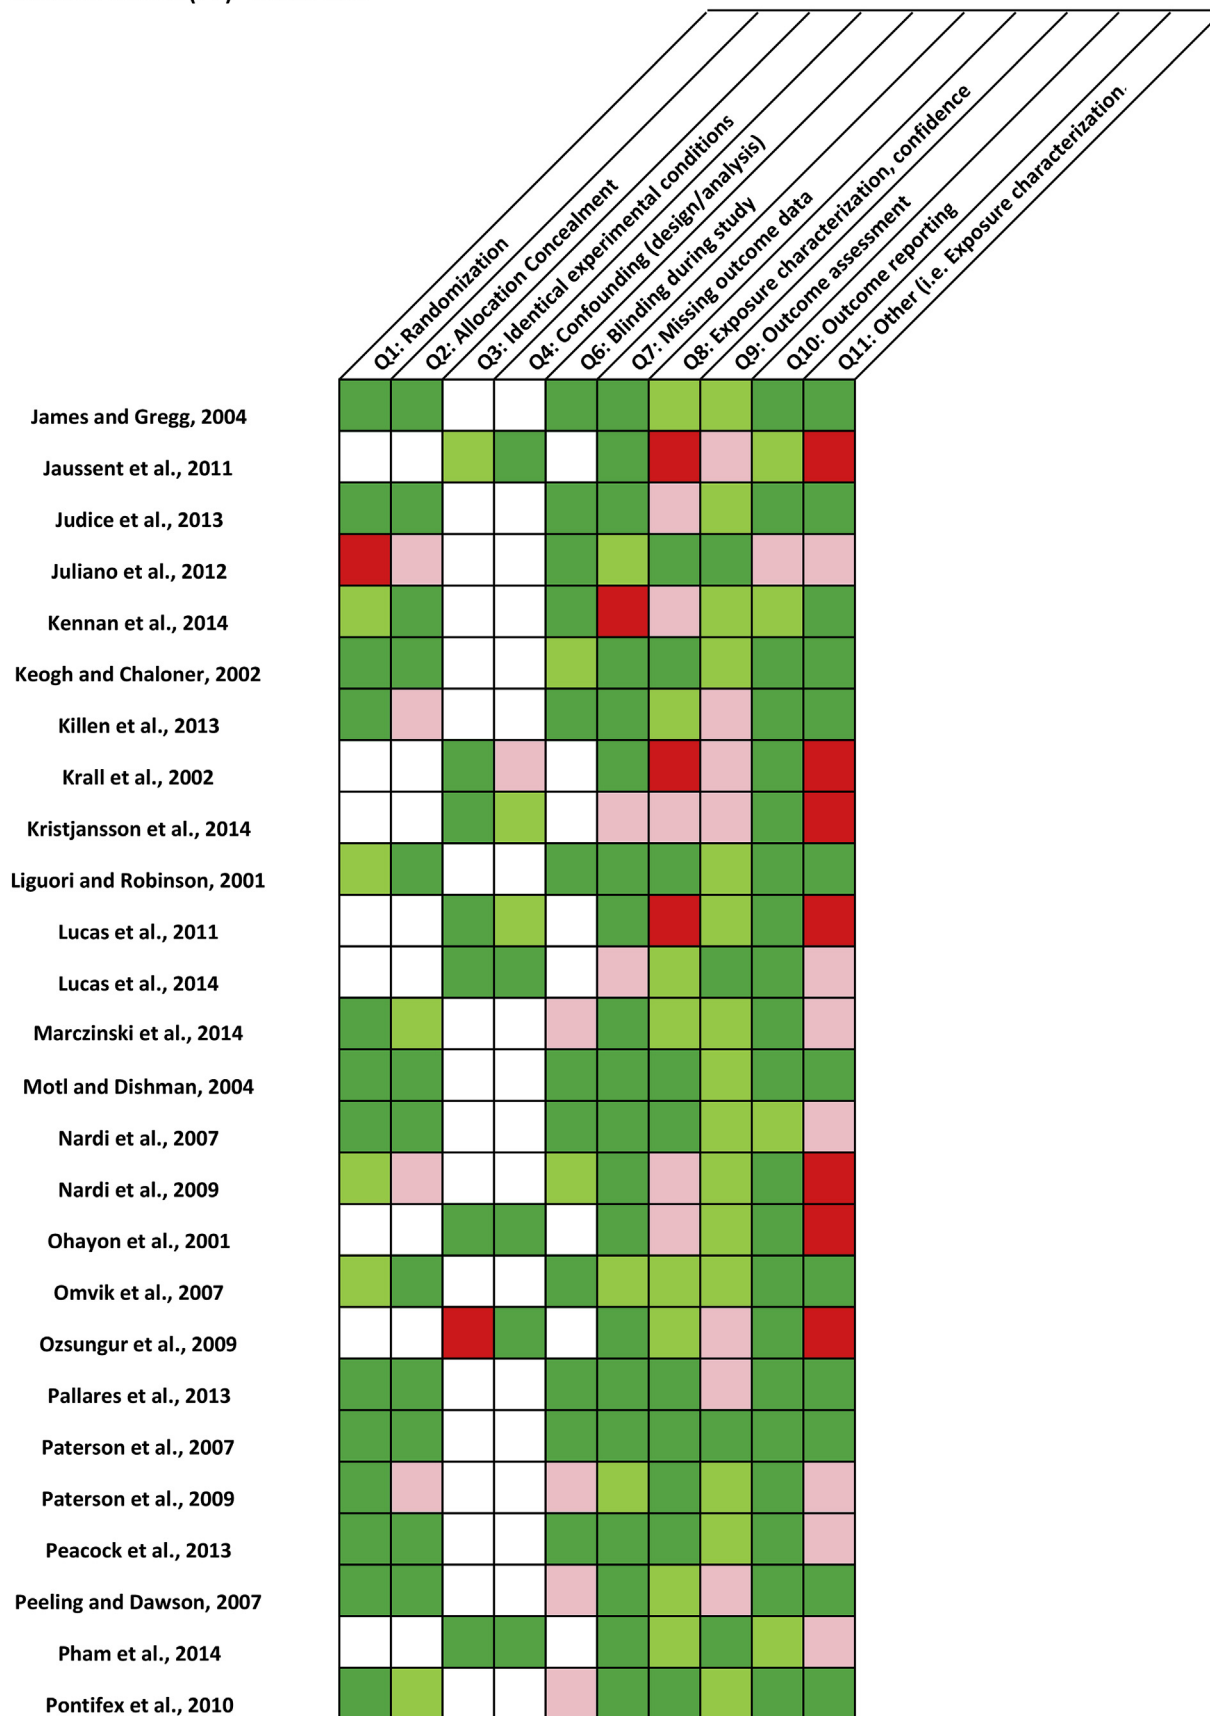 Q1: Randomization
Q2: Allocation Concealment
Q3: Identical experimental conditions
Q4: Confounding (design/analysis)
Q6: Blinding during study
Q7: Missing outcome data
Q8: Exposure characterization, confidence
Q9: Outcome assessment
Q10: Outcome reporting
Q11: Other (i.e. Exposure characterization
James and Gregg, 2004
Jaussent et al., 2011
Judice et al., 2013
Juliano et al., 2012
Kennan et al., 2014
Keogh and Chaloner, 2002
Killen et al., 2013
Krall et al., 2002
Kristjansson et al., 2014
Liguori and Robinson, 2001
Lucas et al., 2011
Lucas et al., 2014
Marczinski et al., 2014
Motl and Dishman, 2004
Nardi et al., 2007
Nardi et al., 2009
Ohayon et al., 2001
Omvik et al., 2007
Ozsungur et al., 2009
Pallares et al., 2013
Paterson et al., 2007
Paterson et al., 2009
Peacock et al., 2013
Peeling and Dawson, 2007
Pham et al., 2014
Pontifex et al., 2010